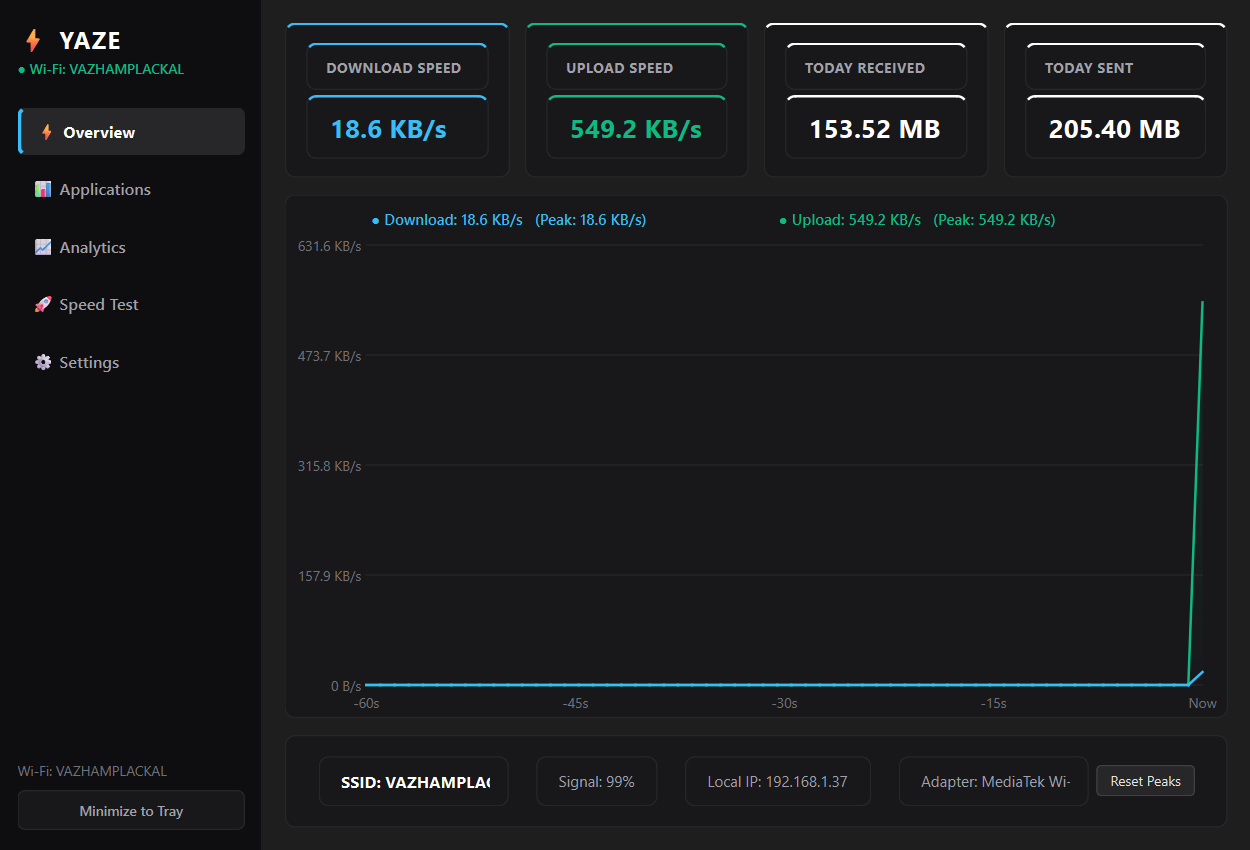 YAZE
● Wi-Fi: VAZHAMPLACKAL
Overview
Applications
Analytics
Speed Test
Settings
Wi-Fi: VAZHAMPLACKAL
Minimize to Tray
DOWNLOAD SPEED
18.6 KB/s
UPLOAD SPEED
549.2 KB/s
TODAY RECEIVED
153.52 MB
TODAY SENT
205.40 MB
● Download: 18.6 KB/s (Peak: 18.6 KB/s)
● Upload: 549.2 KB/s (Peak: 549.2 KB/s)
631.6 KB/s
473.7 KB/s
315.8 KB/s
157.9 KB/s
0 B/s
-60s
-45s
-30s
-15s
Now
SSID: VAZHAMPLA
Signal: 99%
Local IP: 192.168.1.37
Adapter: MediaTek Wi-
Reset Peaks